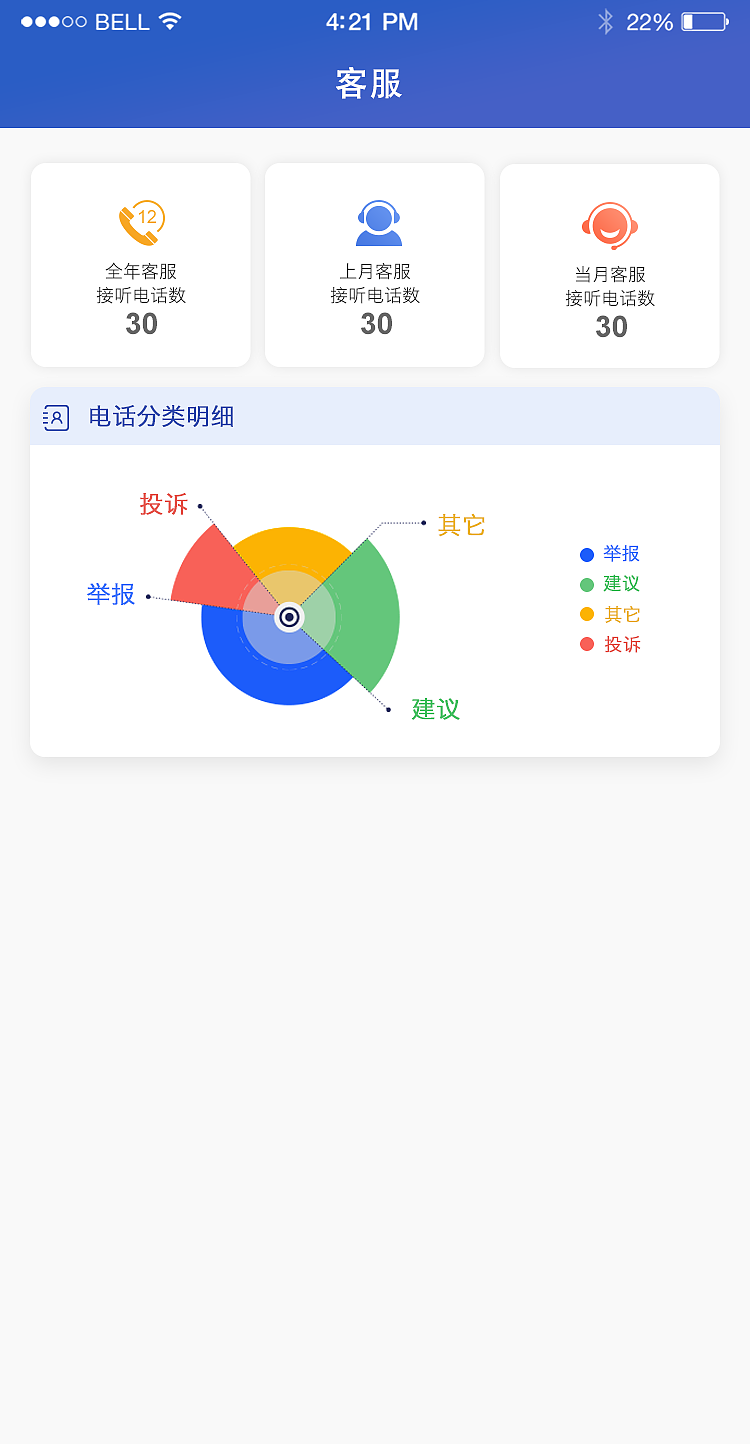 BELL 4:21 PM 22%
客服
12
全年客服
接听电话数
30
上月客服
接听电话数
30
当月客服
接听电话数
30
电话分类明细
投诉
其它
举报
建议
举报
建议
其它
投诉